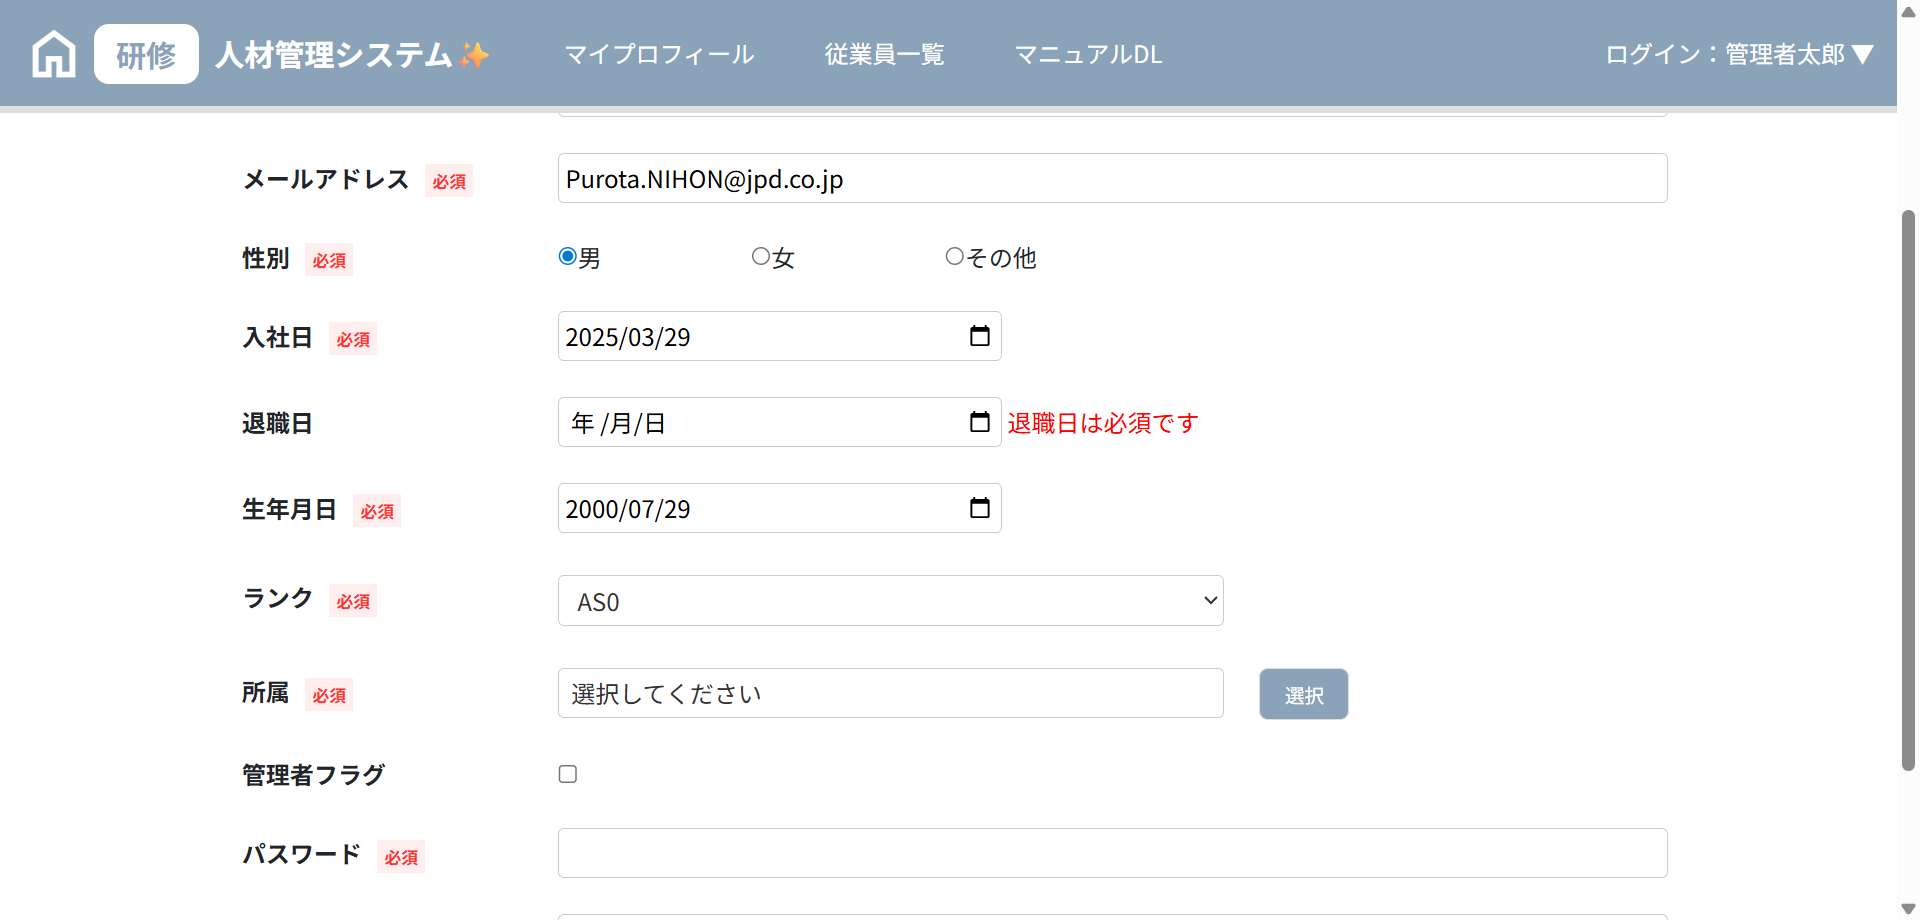 研修 人材管理システム✨ マイプロフィール 従業員一覧 マニュアルDL ログイン：管理者太郎▼
メールアドレス 必須 Purota.NIHON@jpd.co.jp
性別 必須 男 女 その他
入社日 必須 2025/03/29
退職日 年 /月/日 退職日は必須です
生年月日 必須 2000/07/29
ランク 必須 AS0
所属 必須 選択してください 選択
管理者フラグ
パスワード 必須